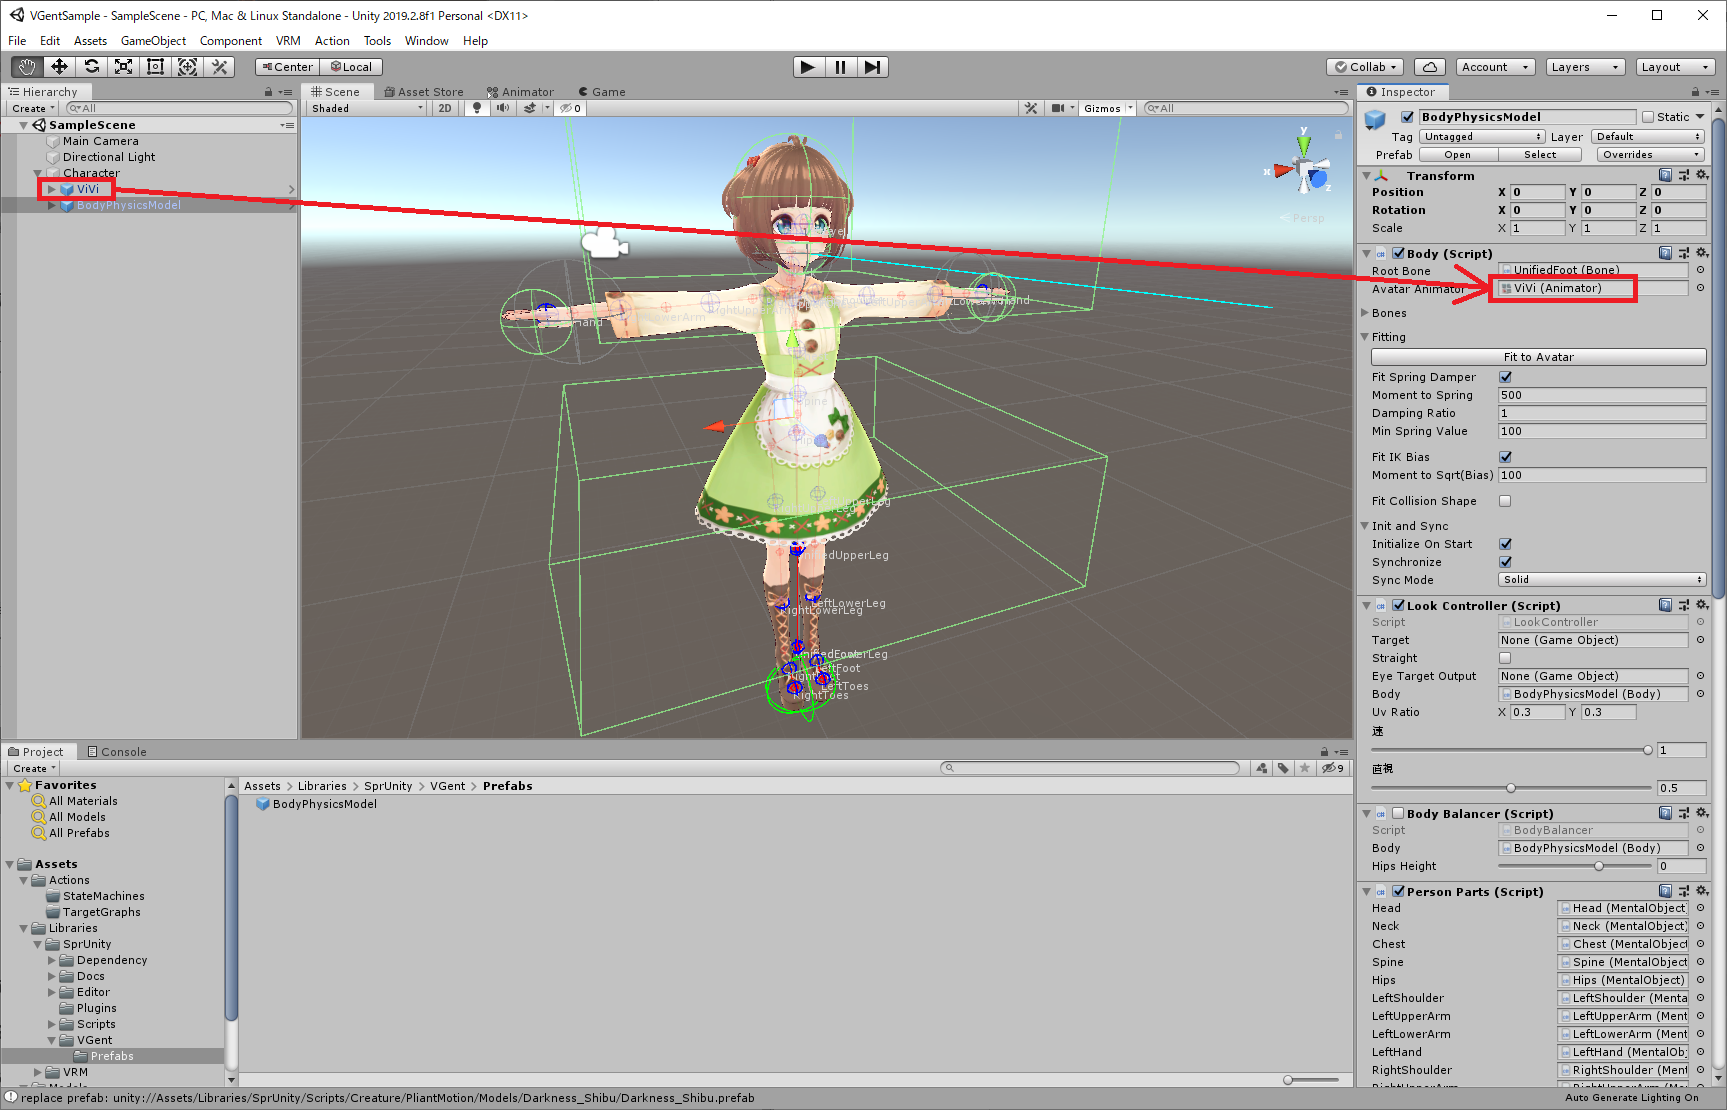 VGentSample - SampleScene - PC, Mac & Linux Standalone - Unity 2019.2.8f1 Personal <DX11>
File Edit Assets GameObject Component VRM Action Tools Window Help
Center Local Collab Account Layers Layout
Hierarchy
Create All
SampleScene
Main Camera
Directional Light
Character
ViVi
BodyPhysicsModel
Scene Asset Store Animator Game
Shaded 2D 0 Gizmos All
y
x
z
Persp
RightUpperArm
LowerArm
Spine
UpperLeg
LeftLowerLeg
RightLowerLeg
LeftFoot
LeftToes
RightToes
Inspector
BodyPhysicsModel Static
Tag Untagged Layer Default
Prefab Open Select Overrides
Transform
Position X 0 Y 0 Z 0
Rotation X 0 Y 0 Z 0
Scale X 1 Y 1 Z 1
Body (Script)
Root Bone UnifiedFoot (Bone)
Avatar Animator ViVi (Animator)
Bones
Fitting
Fit to Avatar
Fit Spring Damper
Moment to Spring 500
Damping Ratio 1
Min Spring Value 100
Fit IK Bias
Moment to Sqrt(Bias) 100
Fit Collision Shape
Init and Sync
Initialize On Start
Synchronize
Sync Mode Solid
Look Controller (Script)
Script LookController
Target None (Game Object)
Straight
Eye Target Output None (Game Object)
Body BodyPhysicsModel (Body)
Uv Ratio X 0.3 Y 0.3
速
1
直視
0.5
Body Balancer (Script)
Script BodyBalancer
Body BodyPhysicsModel (Body)
Hips Height 0
Person Parts (Script)
Head Head (MentalObject)
Neck Neck (MentalObject)
Chest Chest (MentalObject
Spine Spine (MentalObject
Hips Hips (MentalObject)
LeftShoulder LeftShoulder (Menta
LeftUpperArm LeftUpperArm (Ment
LeftLowerArm LeftLowerArm (Ment
LeftHand LeftHand (MentalObj
RightShoulder RightShoulder (Ment
RightUpperArm RightUpperArm (Men
Project Console
Create 9
Favorites
All Materials
All Models
All Prefabs
Assets
Actions
StateMachines
TargetGraphs
Libraries
SprUnity
Dependency
Docs
Editor
Plugins
Scripts
VGent
Prefabs
VRM
Models
Assets > Libraries > SprUnity > VGent > Prefabs
BodyPhysicsModel
replace prefab: unity://Assets/Libraries/SprUnity/Scripts/Creature/PliantMotion/Models/Darkness_Shibu/Darkness_Shibu.prefab
Auto Generate Lighting On